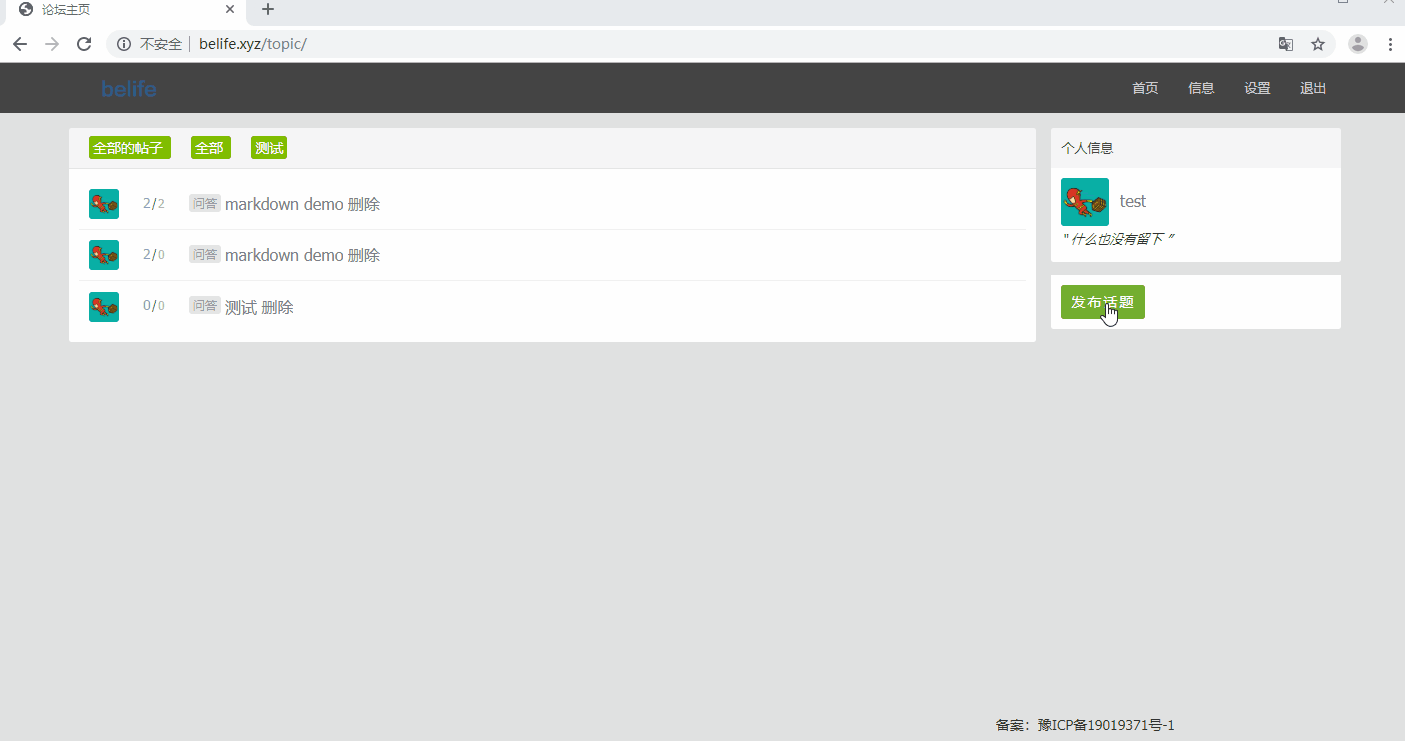 论坛主页
不安全 belife.xyz/topic/
belife 首页 信息 设置 退出
全部的帖子 全部 测试
2/2 问答 markdown demo 删除
2/0 问答 markdown demo 删除
0/0 问答 测试 删除
个人信息
test
" 什么也没有留下 "
发布话题
备案：豫ICP备19019371号-1